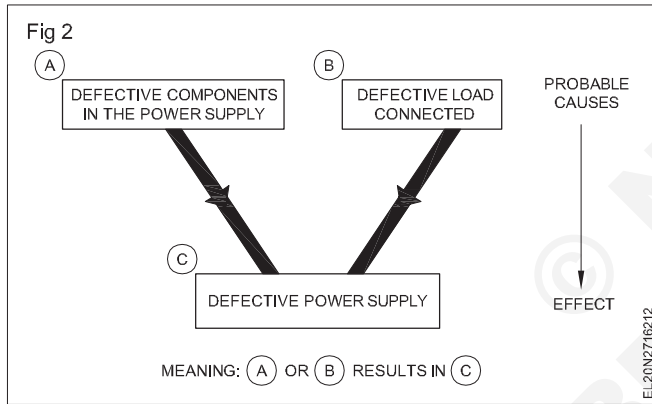 Fig 2
A
DEFECTIVE COMPONENTS
IN THE POWER SUPPLY
B
DEFECTIVE LOAD
CONNECTED
PROBABLE
CAUSES
C
DEFECTIVE POWER SUPPLY
EFFECT
MEANING: A OR B RESULTS IN C
EL20N2716212
©